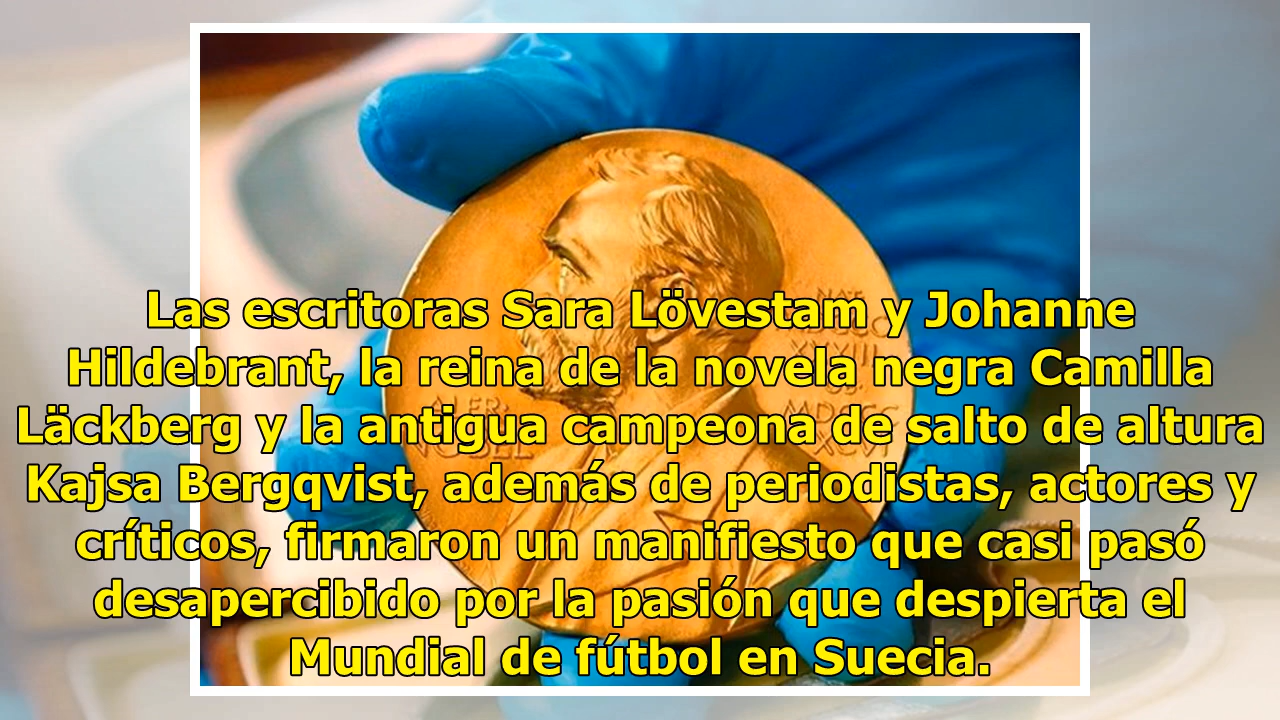 Las escritoras Sara Lövestam y Johanne
Hildebrant, la reina de la novela negra Camilla
Läckberg y la antigua campeona de salto de altura
Kajsa Bergqvist, además de periodistas, actores y
críticos, firmaron un manifiesto que casi pasó
desapercibido por la pasión que despierta el
Mundial de fútbol en Suecia.
NAT
NOBEL